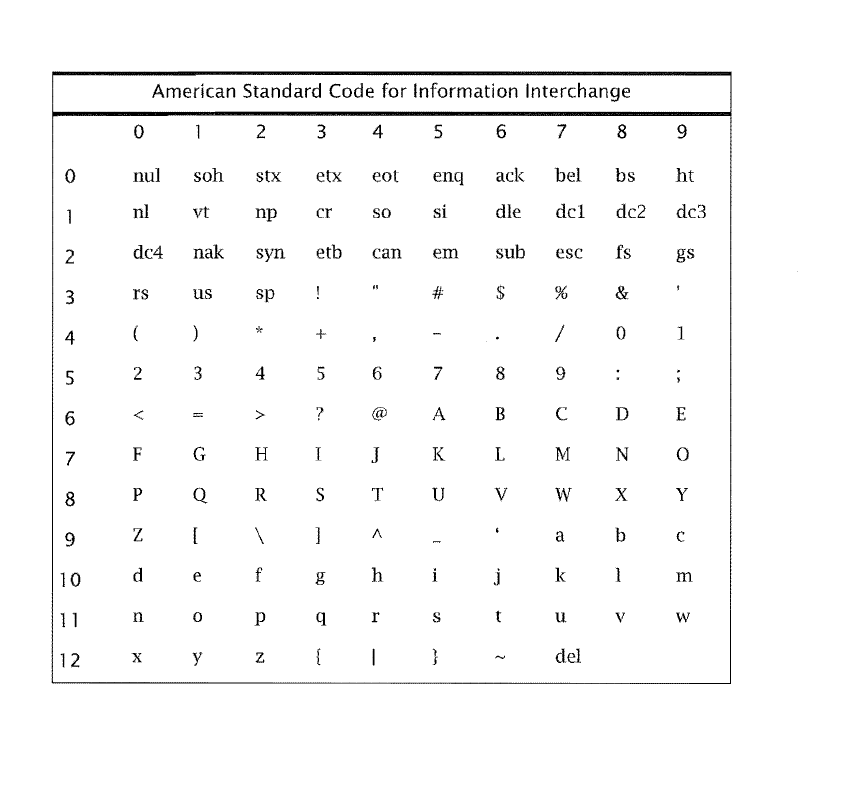 American Standard Code for Information Interchange
0 1 2 3 4 5 6 7 8 9
0 nul soh stx etx eot enq ack bel bs ht
1 nl vt np cr so si dle dc1 dc2 dc3
2 dc4 nak syn etb can em sub esc fs gs
3 rs us sp ! " # $ % & '
4 ( ) * + , – . / 0 1
5 2 3 4 5 6 7 8 9 : ;
6 < = > ? @ A B C D E
7 F G H I J K L M N O
8 P Q R S T U V W X Y
9 Z [ \ ] ^ _ ‘ a b c
10 d e f g h i j k l m
11 n o p q r s t u v w
12 x y z { | } ~ del